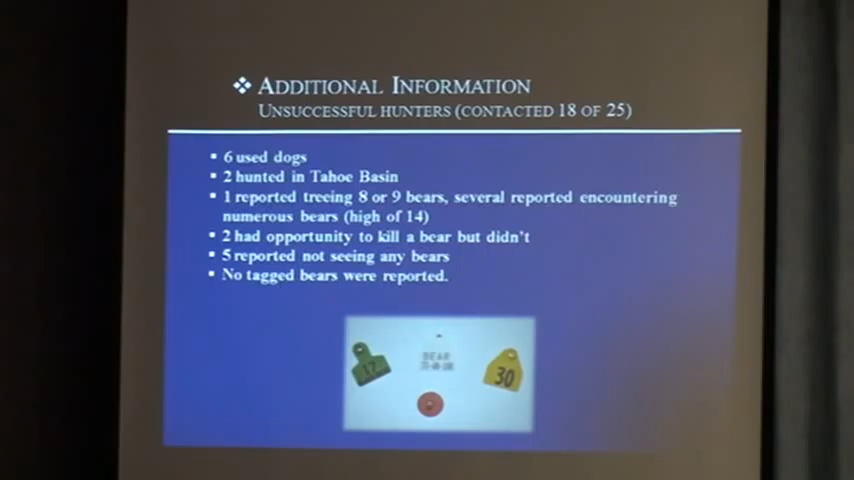 ❖ ADDITIONAL INFORMATION
UNSUCCESSFUL HUNTERS (CONTACTED 18 OF 25)
▪ 6 used dogs
▪ 2 hunted in Tahoe Basin
▪ 1 reported treeing 8 or 9 bears, several reported encountering
numerous bears (high of 14)
▪ 2 had opportunity to kill a bear but didn't
▪ 5 reported not seeing any bears
▪ No tagged bears were reported.
BEAR
17
30